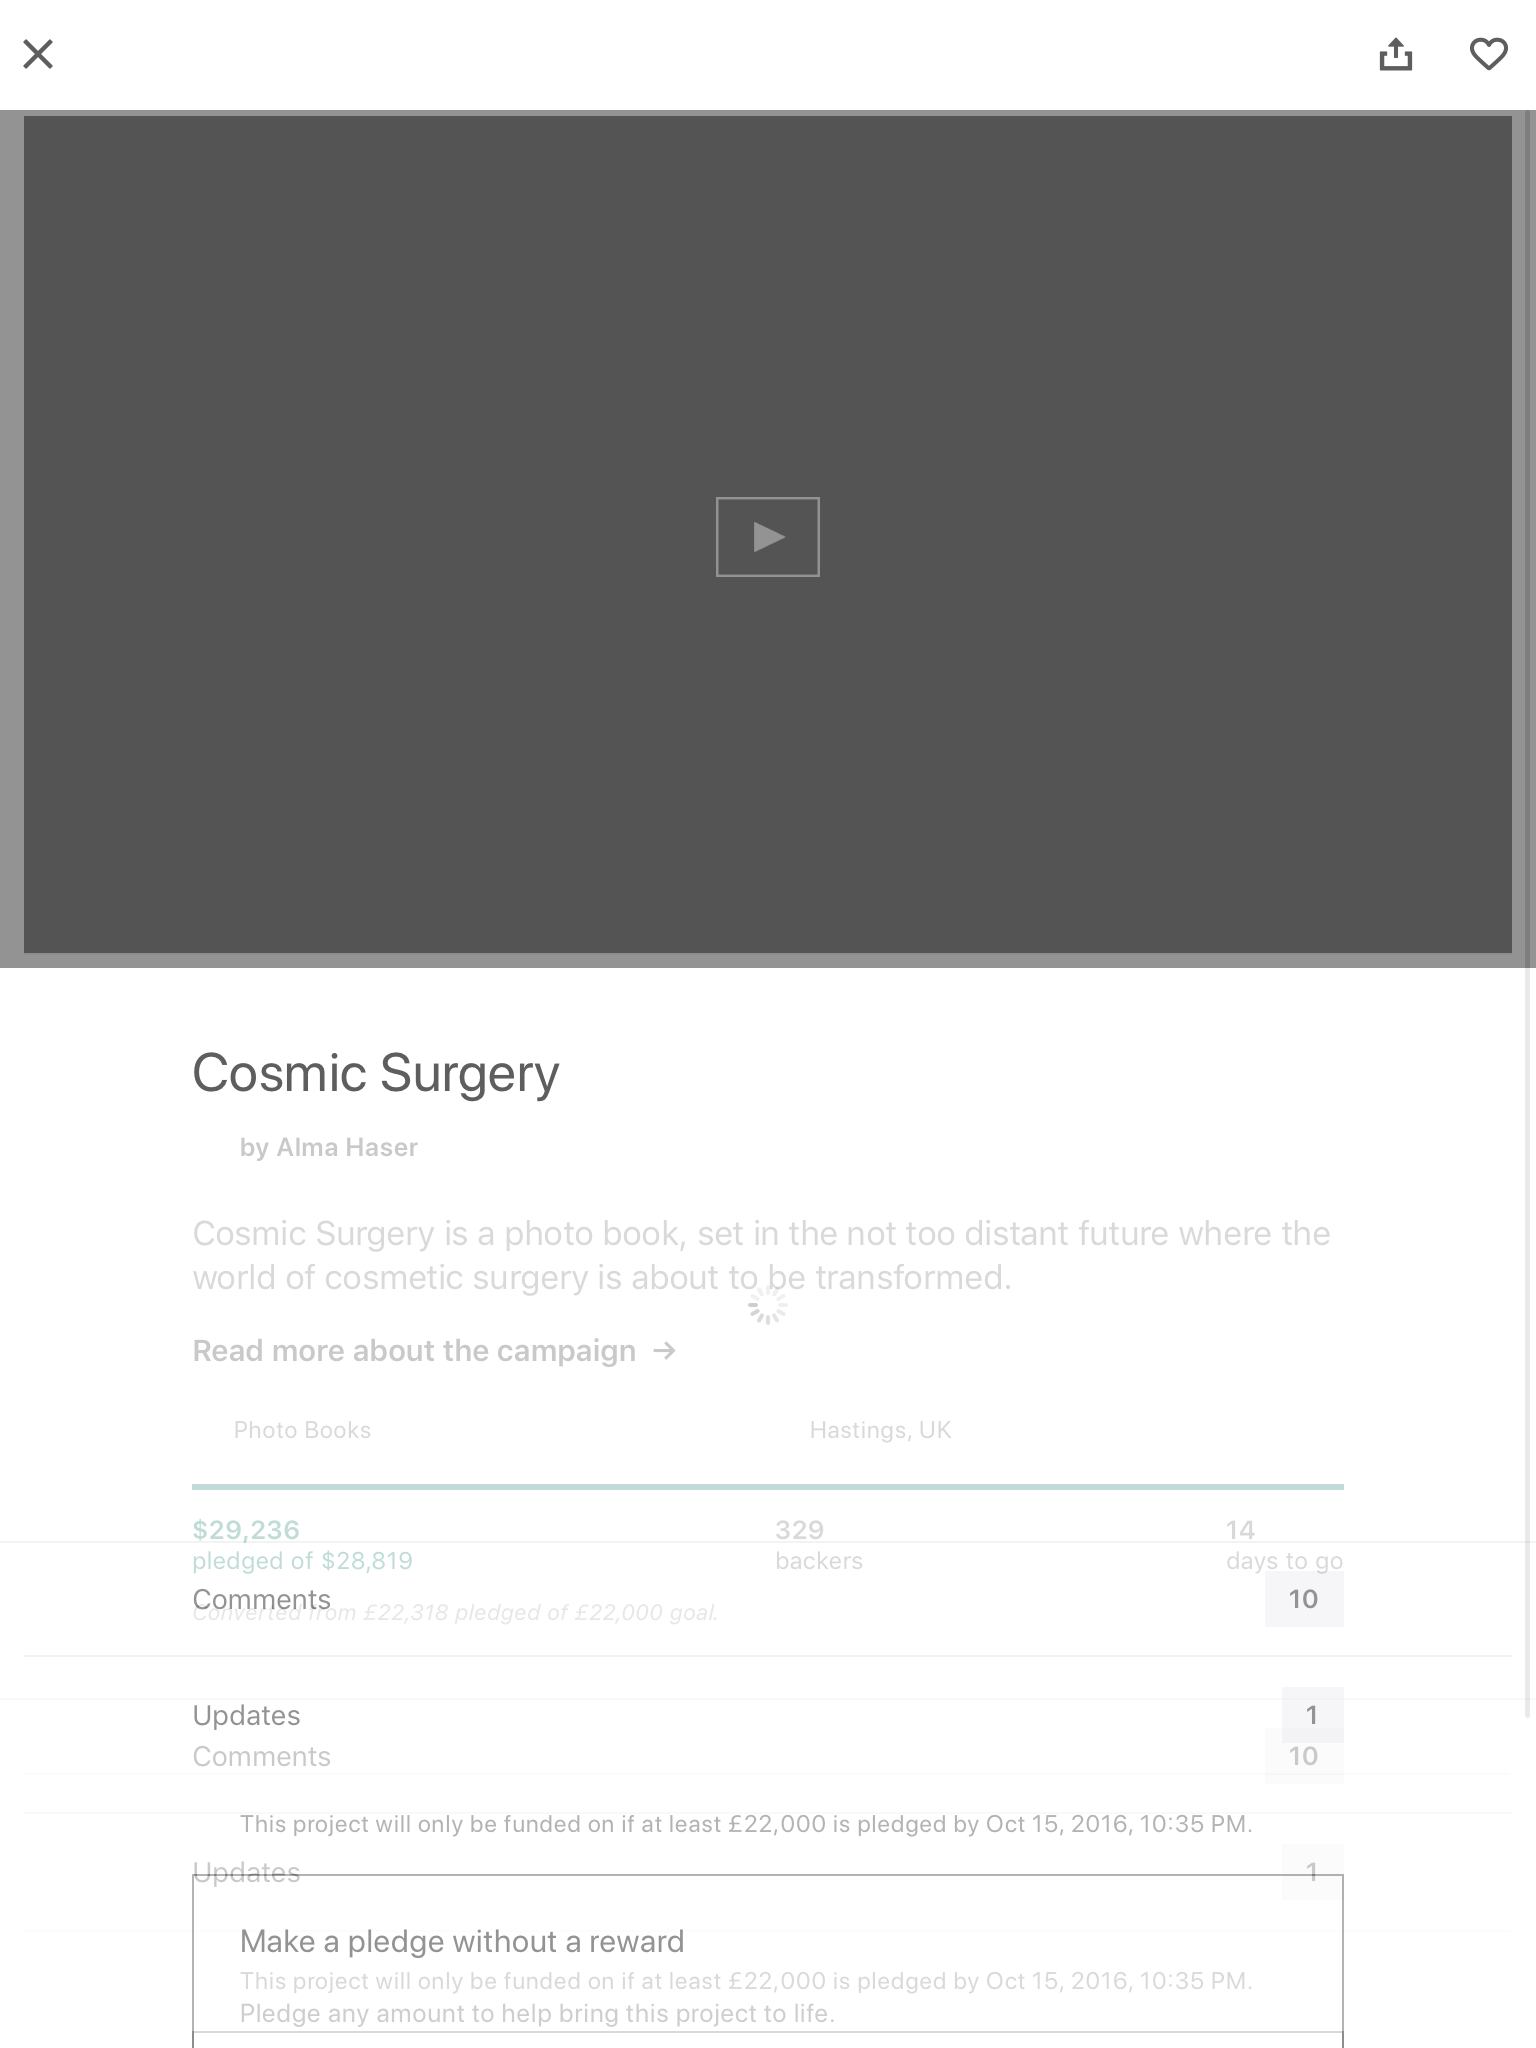 Cosmic Surgery
by Alma Haser
Cosmic Surgery is a photo book, set in the not too distant future where the
world of cosmetic surgery is about to be transformed.
Read more about the campaign →
Photo Books Hastings, UK
$29,236 329 14
pledged of $28,819 backers days to go
Comments 10
Converted from £22,318 pledged of £22,000 goal.
Updates 1
Comments 10
This project will only be funded on if at least £22,000 is pledged by Oct 15, 2016, 10:35 PM.
Updates 1
Make a pledge without a reward
This project will only be funded on if at least £22,000 is pledged by Oct 15, 2016, 10:35 PM.
Pledge any amount to help bring this project to life.